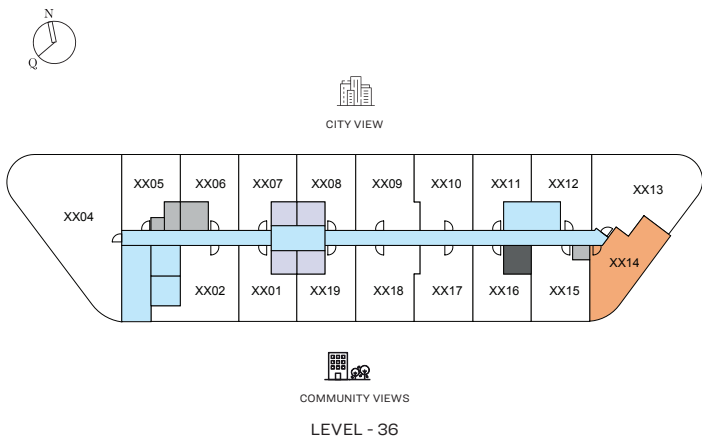 N
Q
CITY VIEW
XX05 XX06 XX07 XX08 XX09 XX10 XX11 XX12
XX13
XX04
XX14
XX02 XX01 XX19 XX18 XX17 XX16 XX15
COMMUNITY VIEWS
LEVEL - 36